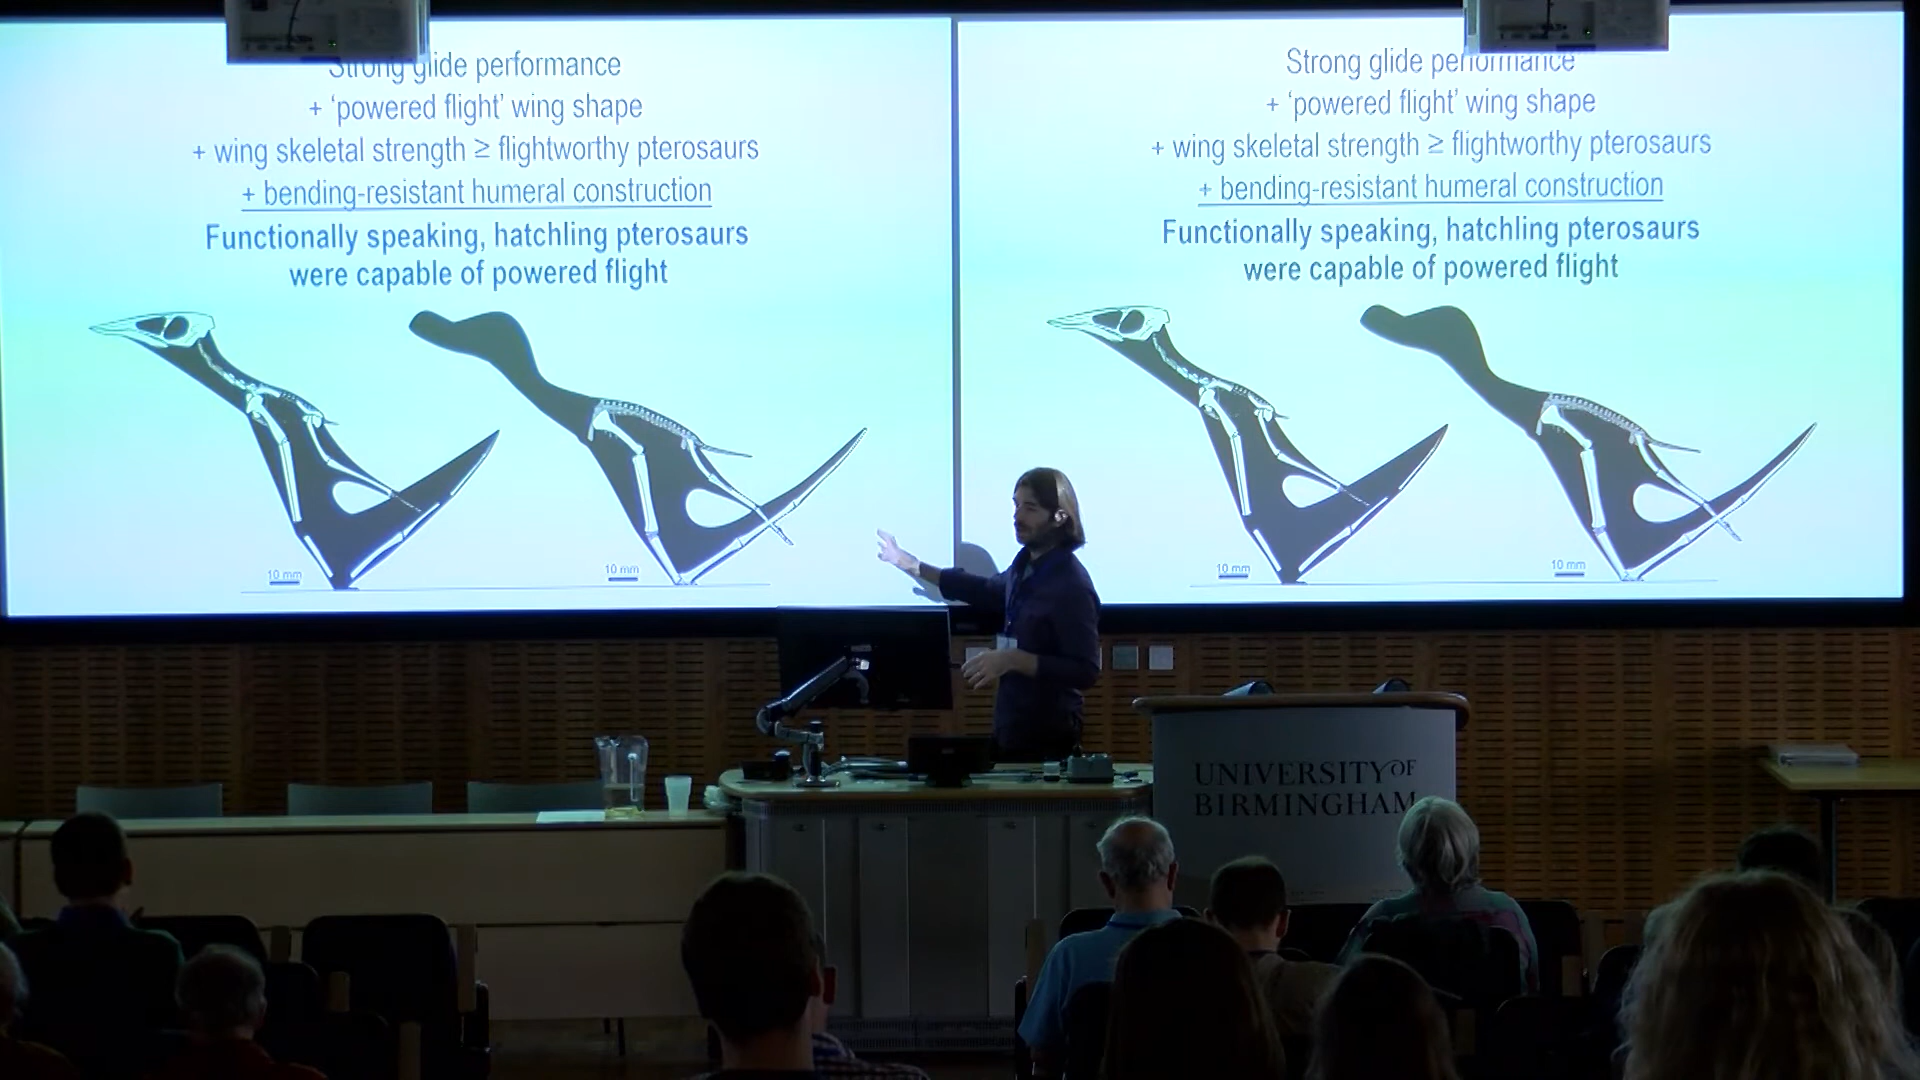 Strong glide performance
+ ‘powered flight’ wing shape
+ wing skeletal strength ≥ flightworthy pterosaurs
+ bending-resistant humeral construction
Functionally speaking, hatchling pterosaurs
were capable of powered flight
10 mm
10 mm
Strong glide performance
+ ‘powered flight’ wing shape
+ wing skeletal strength ≥ flightworthy pterosaurs
+ bending-resistant humeral construction
Functionally speaking, hatchling pterosaurs
were capable of powered flight
10 mm
10 mm
UNIVERSITY OF
BIRMINGHAM